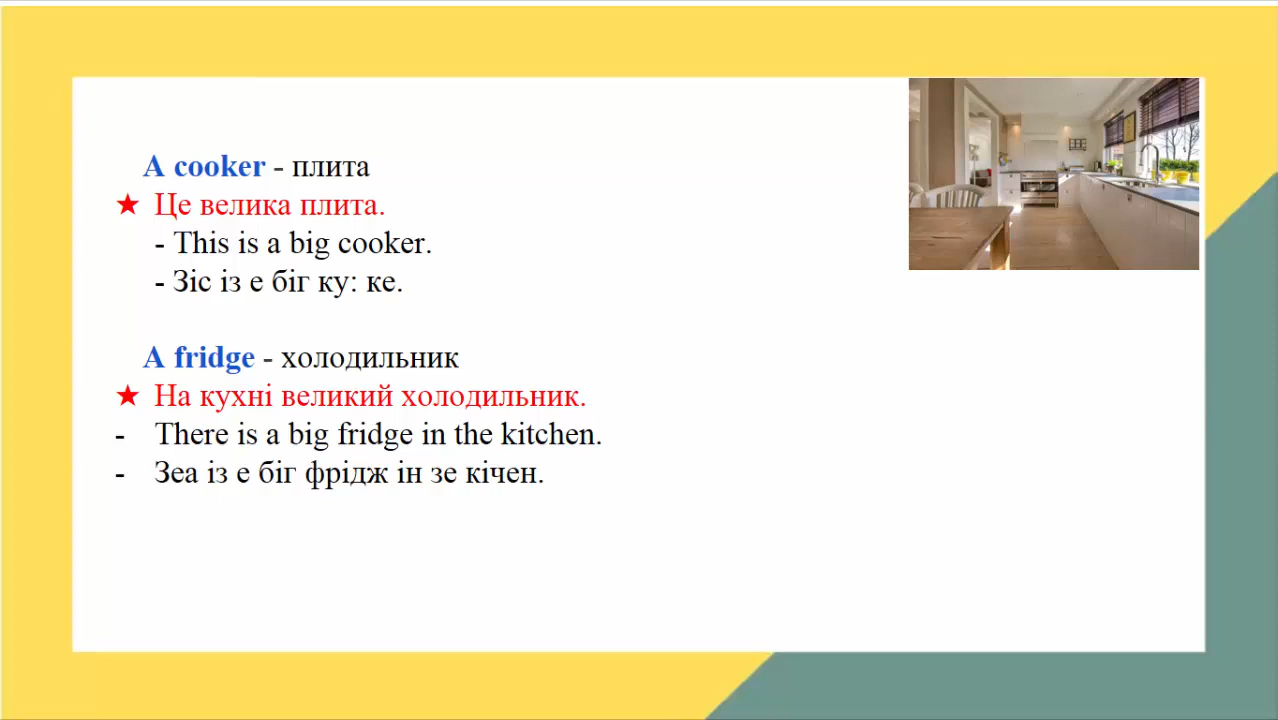 A cooker - плита
★ Це велика плита.
- This is a big cooker.
- Зіс із е біг ку: ке.
A fridge - холодильник
★ На кухні великий холодильник.
- There is a big fridge in the kitchen.
- Зеа із е біг фрідж ін зе кічен.